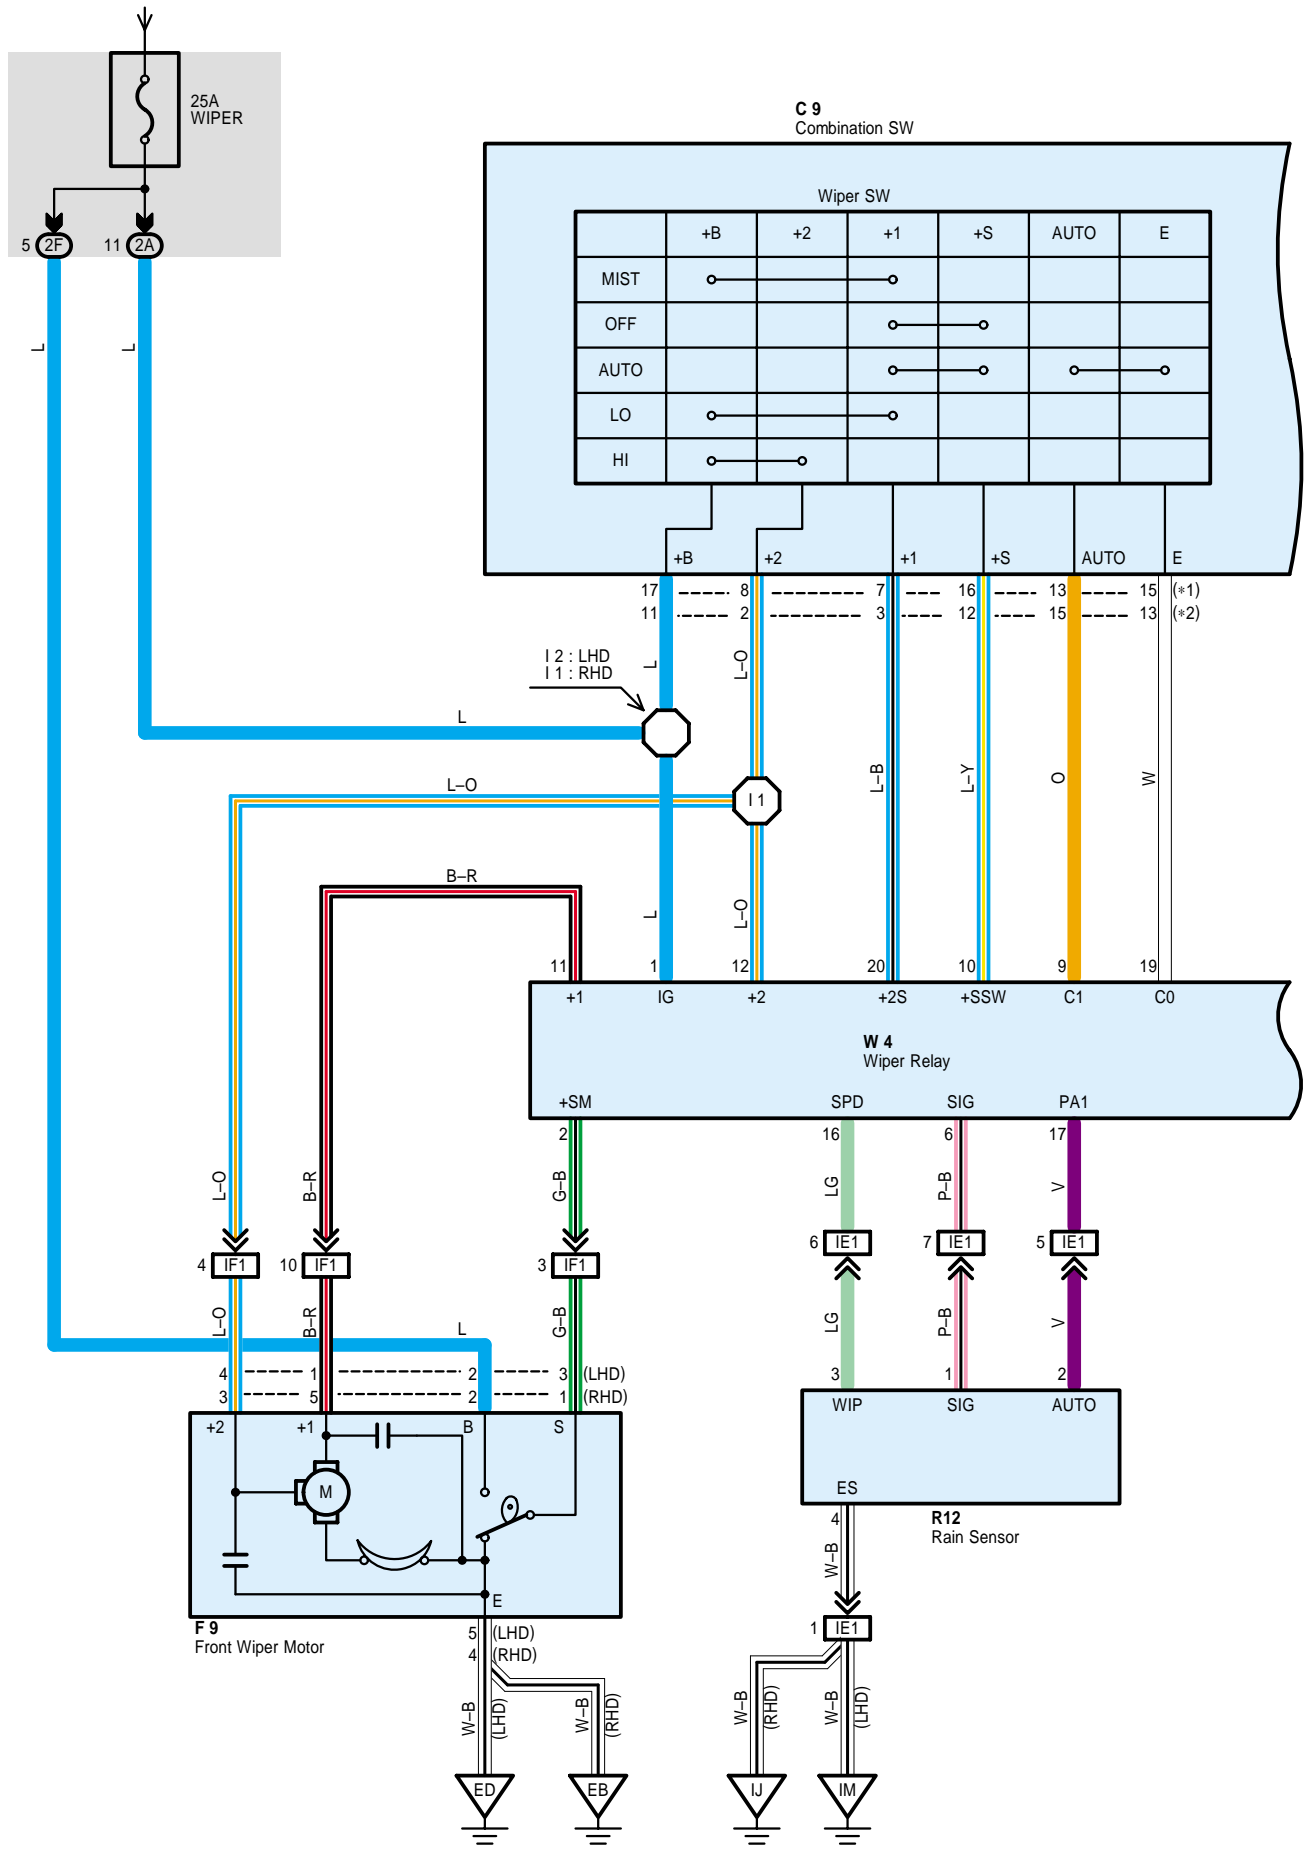 25A
WIPER
5 2F 11 2A
C 9
Combination SW
Wiper SW
+B +2 +1 +S AUTO E
MIST
OFF
AUTO
LO
HI
+B +2 +1 +S AUTO E
17 8 7 16 13 15 (*1)
11 2 3 12 15 13 (*2)
L L
I 2 : LHD
I 1 : RHD
L L–O
L
L–O
I 1
L–B L–Y O W
B–R
L L–O
11 1 12 20 10 9 19
+1 IG +2 +2S +SSW C1 C0
W 4
Wiper Relay
+SM SPD SIG PA1
2 16 6 17
L–O B–R G–B LG P–B V
4 IF1 10 IF1 3 IF1 6 IE1 7 IE1 5 IE1
L–O B–R L G–B LG P–B V
4 1 2 3 (LHD)
3 5 2 1 (RHD)
3 1 2
+2 +1 B S
WIP SIG AUTO
M
ES
E
F 9
Front Wiper Motor
R12
Rain Sensor
4
W–B
5 (LHD)
4 (RHD)
1 IE1
W–B (LHD) W–B (RHD) W–B (RHD) W–B (LHD)
ED EB IJ IM